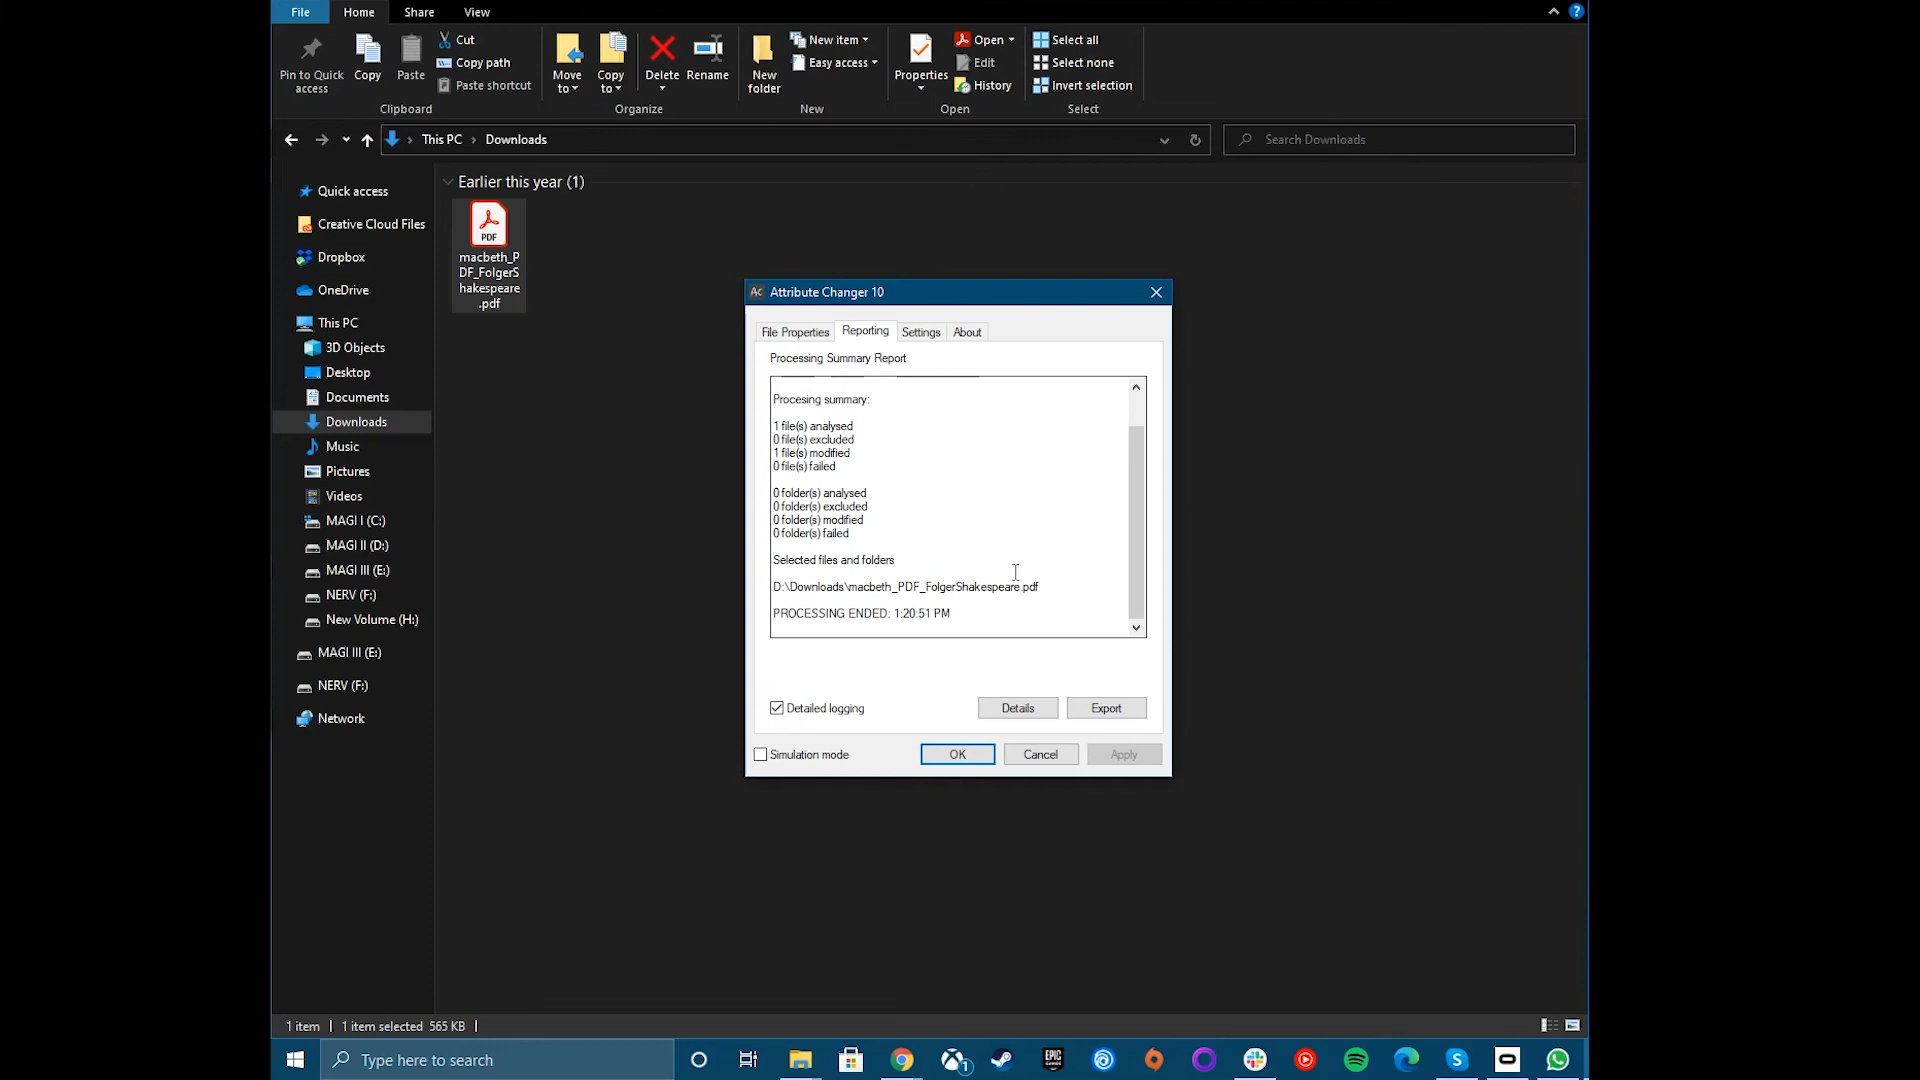 File Home Share View
Pin to Quick access
Copy
Paste
Cut
Copy path
Paste shortcut
Clipboard
Move to
Copy to
Delete
Rename
Organize
New folder
New item
Easy access
New
Properties
Open
Edit
History
Open
Select all
Select none
Invert selection
Select
This PC > Downloads
Search Downloads
Quick access
Creative Cloud Files
Dropbox
OneDrive
This PC
3D Objects
Desktop
Documents
Downloads
Music
Pictures
Videos
MAGI I (C:)
MAGI II (D:)
MAGI III (E:)
NERV (F:)
New Volume (H:)
MAGI III (E:)
NERV (F:)
Network
Earlier this year (1)
PDF
macbeth_P
DF_FolgerS
hakespeare
.pdf
Ac Attribute Changer 10
File Properties Reporting Settings About
Processing Summary Report
Procesing summary:
1 file(s) analysed
0 file(s) excluded
1 file(s) modified
0 file(s) failed
0 folder(s) analysed
0 folder(s) excluded
0 folder(s) modified
0 folder(s) failed
Selected files and folders
D:\Downloads\macbeth_PDF_FolgerShakespeare.pdf
PROCESSING ENDED: 1:20:51 PM
Detailed logging Details Export
Simulation mode OK Cancel Apply
1 item 1 item selected 565 KB
Type here to search
1
EPIC
GAMES
S